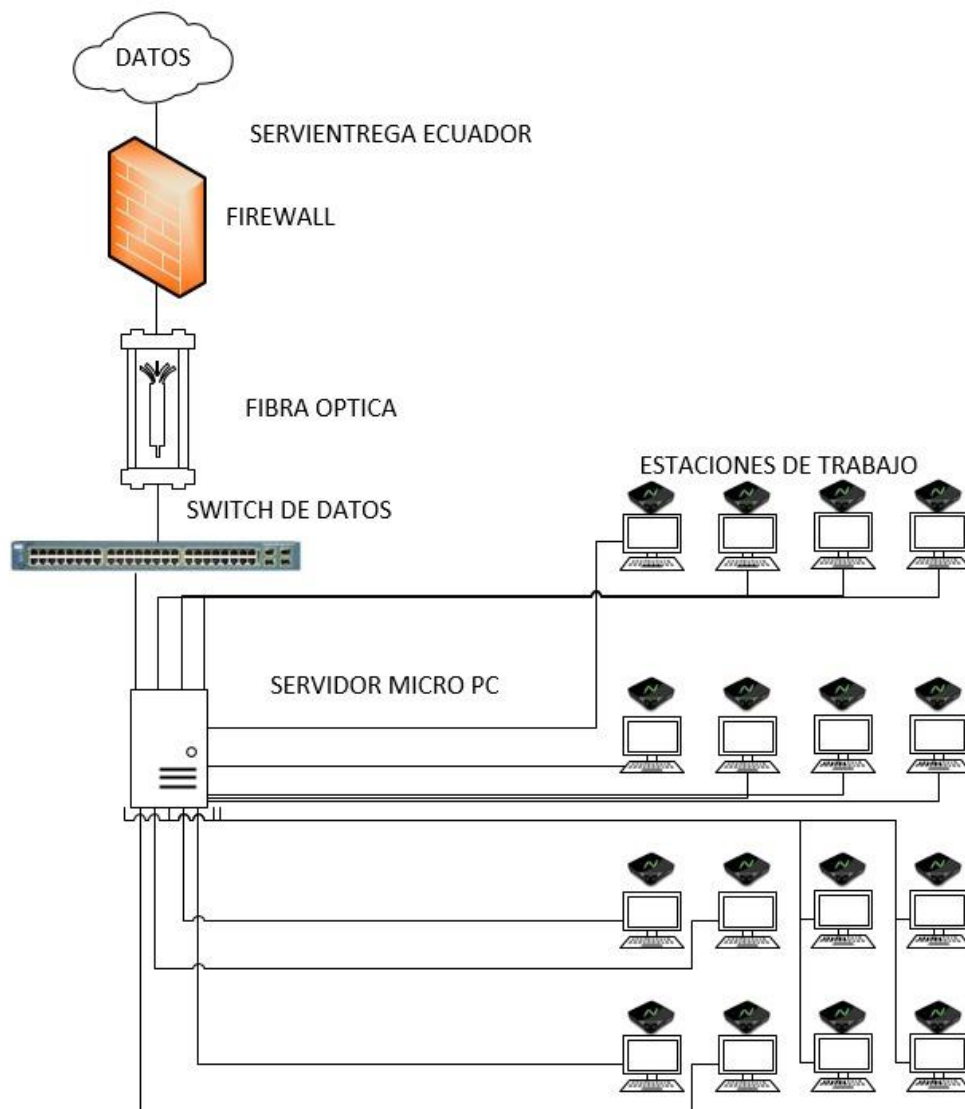 DATOS
SERVIENTREGA ECUADOR
FIREWALL
FIBRA OPTICA
ESTACIONES DE TRABAJO
SWITCH DE DATOS
SERVIDOR MICRO PC